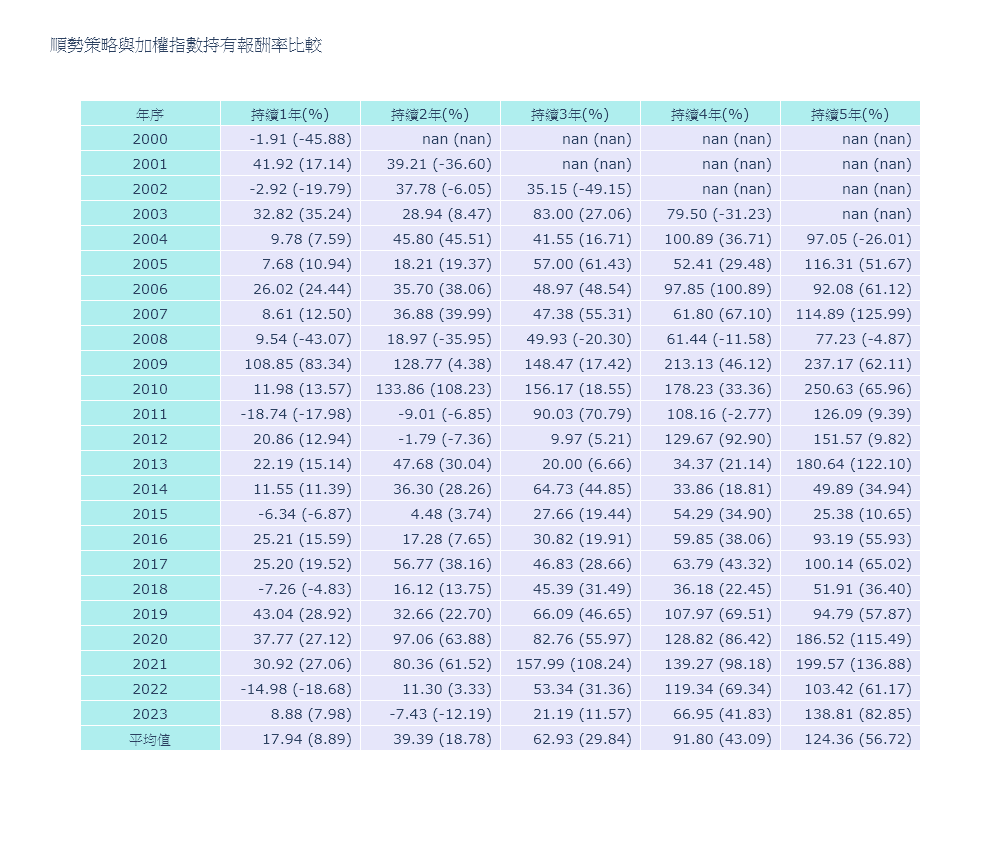 順勢策略與加權指數持有報酬率比較
年序 持續1年(%) 持續2年(%) 持續3年(%) 持續4年(%) 持續5年(%)
2000 -1.91 (-45.88) nan (nan) nan (nan) nan (nan) nan (nan)
2001 41.92 (17.14) 39.21 (-36.60) nan (nan) nan (nan) nan (nan)
2002 -2.92 (-19.79) 37.78 (-6.05) 35.15 (-49.15) nan (nan) nan (nan)
2003 32.82 (35.24) 28.94 (8.47) 83.00 (27.06) 79.50 (-31.23) nan (nan)
2004 9.78 (7.59) 45.80 (45.51) 41.55 (16.71) 100.89 (36.71) 97.05 (-26.01)
2005 7.68 (10.94) 18.21 (19.37) 57.00 (61.43) 52.41 (29.48) 116.31 (51.67)
2006 26.02 (24.44) 35.70 (38.06) 48.97 (48.54) 97.85 (100.89) 92.08 (61.12)
2007 8.61 (12.50) 36.88 (39.99) 47.38 (55.31) 61.80 (67.10) 114.89 (125.99)
2008 9.54 (-43.07) 18.97 (-35.95) 49.93 (-20.30) 61.44 (-11.58) 77.23 (-4.87)
2009 108.85 (83.34) 128.77 (4.38) 148.47 (17.42) 213.13 (46.12) 237.17 (62.11)
2010 11.98 (13.57) 133.86 (108.23) 156.17 (18.55) 178.23 (33.36) 250.63 (65.96)
2011 -18.74 (-17.98) -9.01 (-6.85) 90.03 (70.79) 108.16 (-2.77) 126.09 (9.39)
2012 20.86 (12.94) -1.79 (-7.36) 9.97 (5.21) 129.67 (92.90) 151.57 (9.82)
2013 22.19 (15.14) 47.68 (30.04) 20.00 (6.66) 34.37 (21.14) 180.64 (122.10)
2014 11.55 (11.39) 36.30 (28.26) 64.73 (44.85) 33.86 (18.81) 49.89 (34.94)
2015 -6.34 (-6.87) 4.48 (3.74) 27.66 (19.44) 54.29 (34.90) 25.38 (10.65)
2016 25.21 (15.59) 17.28 (7.65) 30.82 (19.91) 59.85 (38.06) 93.19 (55.93)
2017 25.20 (19.52) 56.77 (38.16) 46.83 (28.66) 63.79 (43.32) 100.14 (65.02)
2018 -7.26 (-4.83) 16.12 (13.75) 45.39 (31.49) 36.18 (22.45) 51.91 (36.40)
2019 43.04 (28.92) 32.66 (22.70) 66.09 (46.65) 107.97 (69.51) 94.79 (57.87)
2020 37.77 (27.12) 97.06 (63.88) 82.76 (55.97) 128.82 (86.42) 186.52 (115.49)
2021 30.92 (27.06) 80.36 (61.52) 157.99 (108.24) 139.27 (98.18) 199.57 (136.88)
2022 -14.98 (-18.68) 11.30 (3.33) 53.34 (31.36) 119.34 (69.34) 103.42 (61.17)
2023 8.88 (7.98) -7.43 (-12.19) 21.19 (11.57) 66.95 (41.83) 138.81 (82.85)
平均值 17.94 (8.89) 39.39 (18.78) 62.93 (29.84) 91.80 (43.09) 124.36 (56.72)